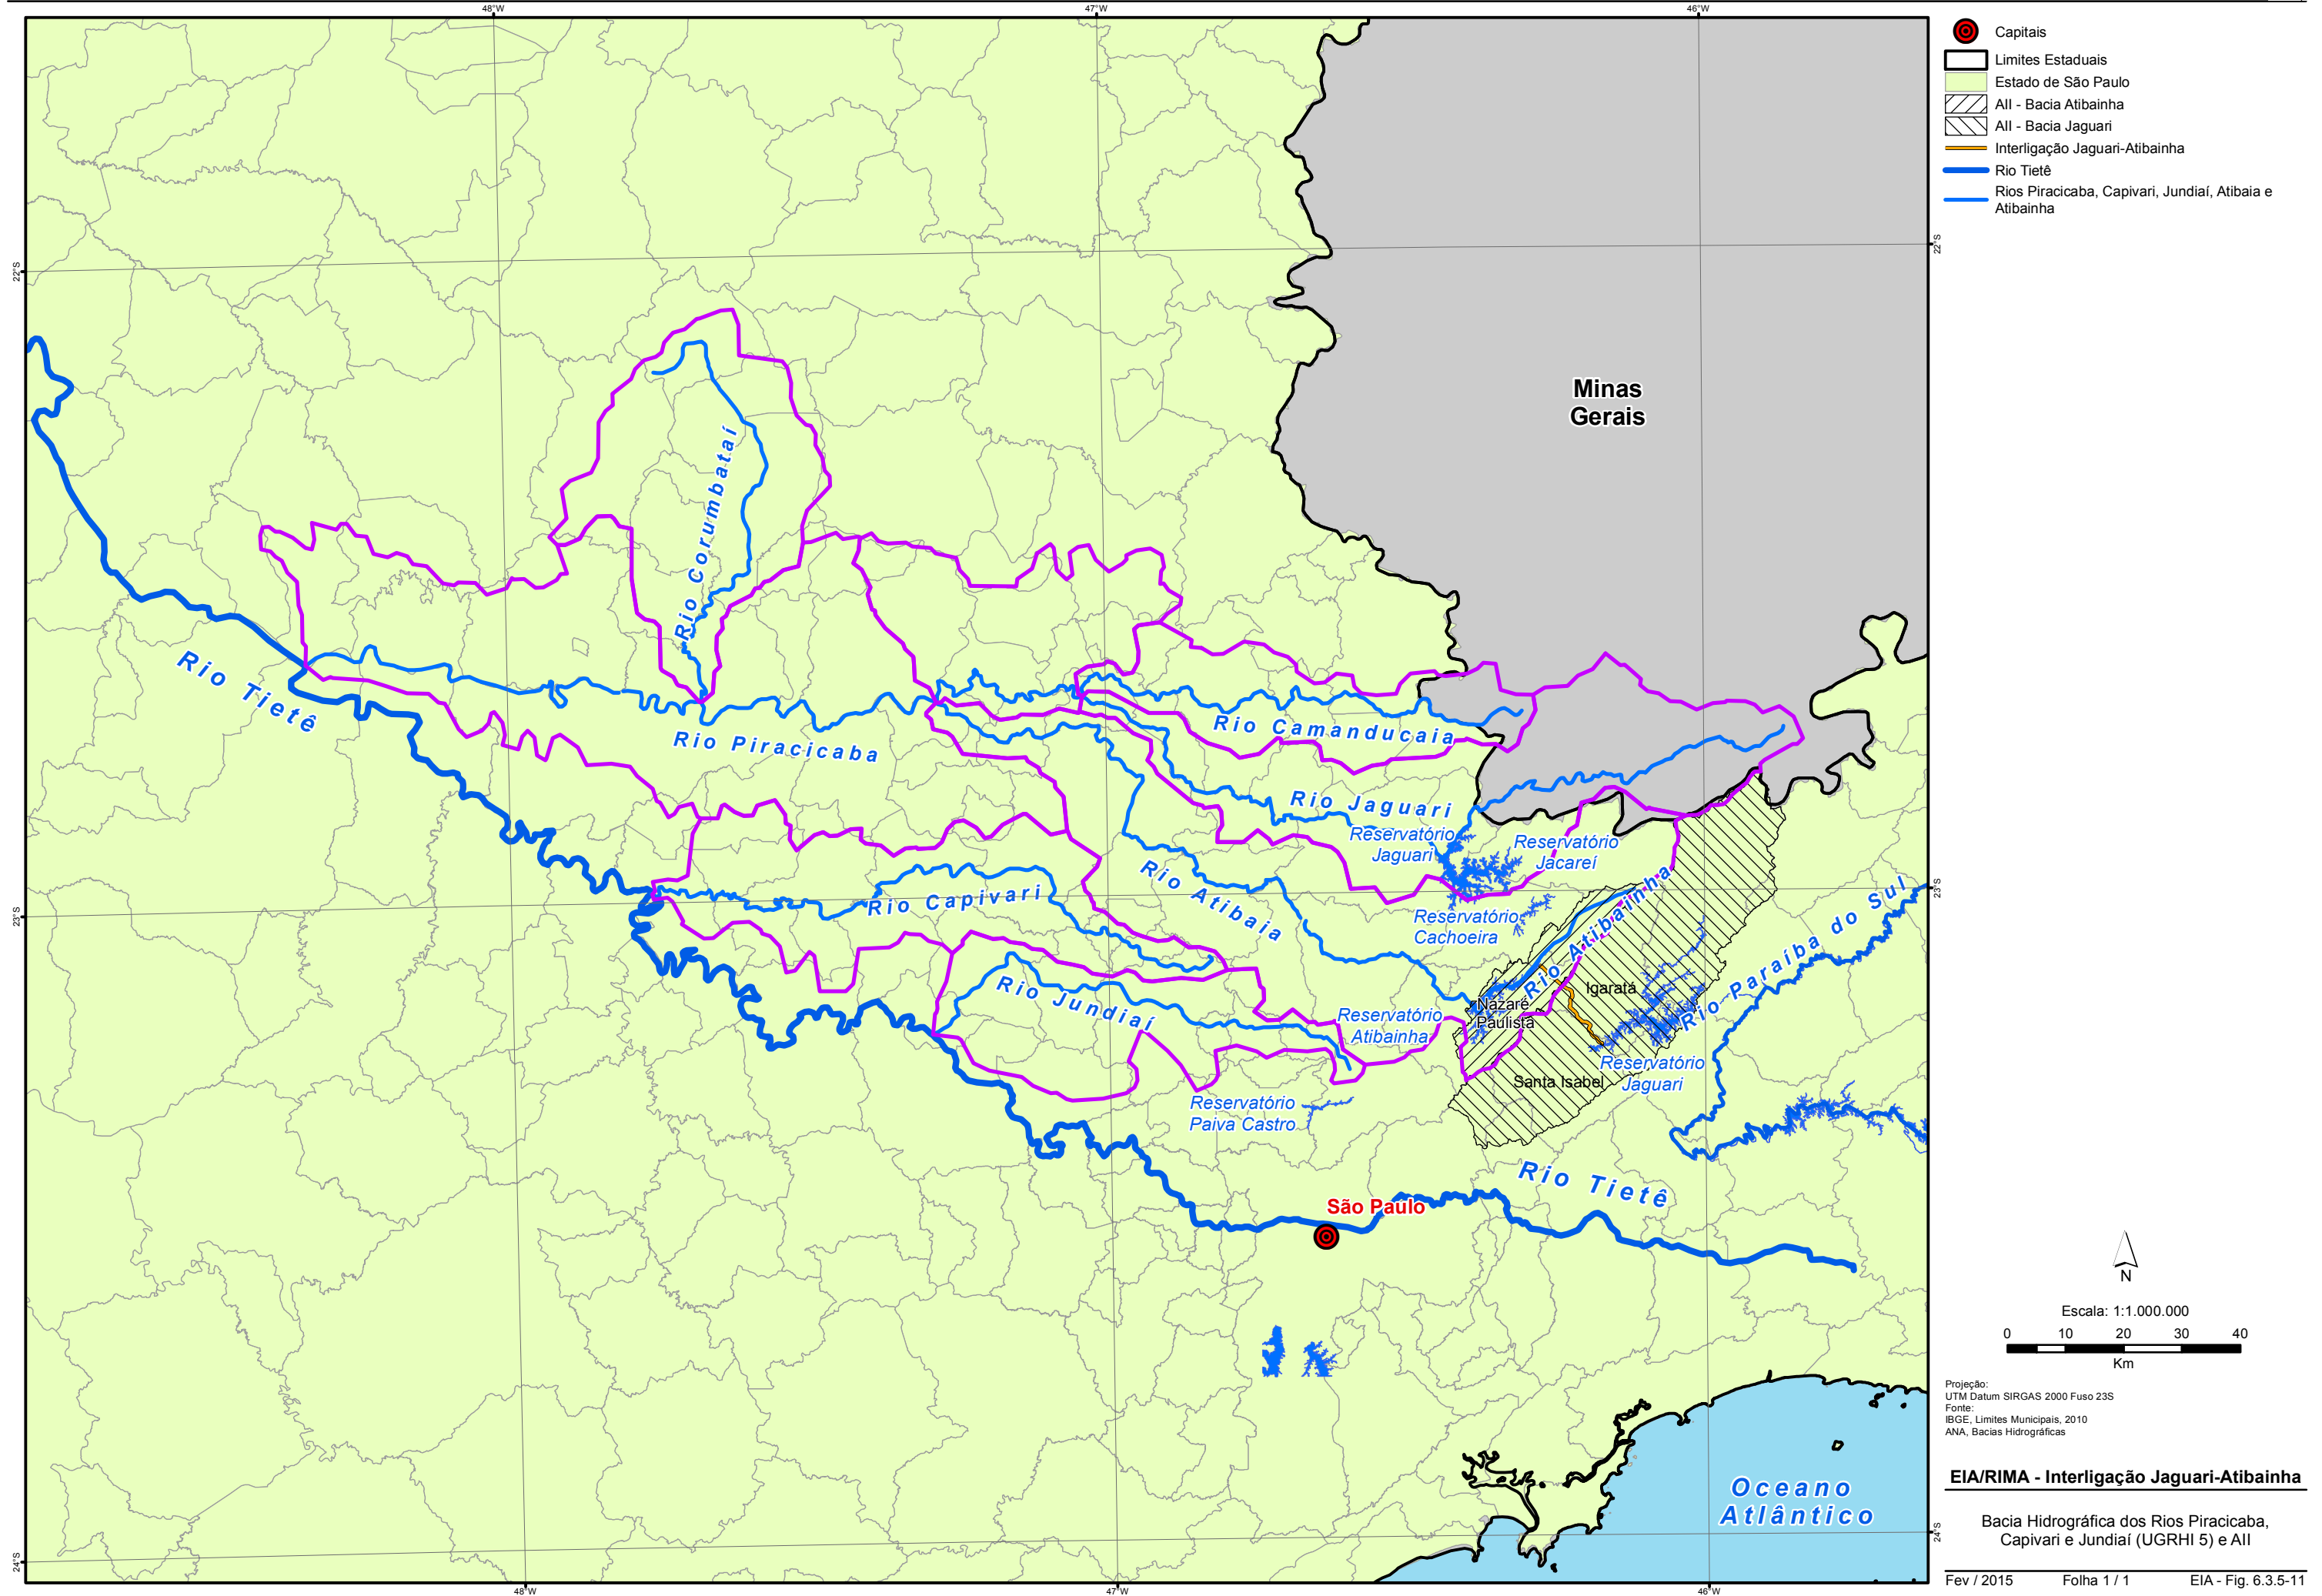 48°W
47°W
46°W
22°S
22°S
23°S
23°S
24°S
24°S
48°W
47°W
46°W
Minas
Gerais
Rio Corumbataí
Rio Tietê
Rio Piracicaba
Rio Camanducaia
Rio Jaguari
Reservatório
Jaguari
Reservatório
Jacareí
Rio Capivari
Rio Atibaia
Reservatório
Cachoeira
Rio Atibainha
Rio Paraíba do Sul
Rio Jundiaí
Igaratá
Nazaré
Paulista
Reservatório
Atibainha
Reservatório
Jaguari
Santa Isabel
Reservatório
Paiva Castro
Rio Tietê
São Paulo
Oceano
Atlântico
Capitais
Limites Estaduais
Estado de São Paulo
AII - Bacia Atibainha
AII - Bacia Jaguari
Interligação Jaguari-Atibainha
Rio Tietê
Rios Piracicaba, Capivari, Jundiaí, Atibaia e
Atibainha
N
Escala: 1:1.000.000
0 10 20 30 40
Km
Projeção:
UTM Datum SIRGAS 2000 Fuso 23S
Fonte:
IBGE, Limites Municipais, 2010
ANA, Bacias Hidrográficas
EIA/RIMA - Interligação Jaguari-Atibainha
Bacia Hidrográfica dos Rios Piracicaba,
Capivari e Jundiaí (UGRHI 5) e AII
Fev / 2015 Folha 1 / 1 EIA - Fig. 6.3.5-11